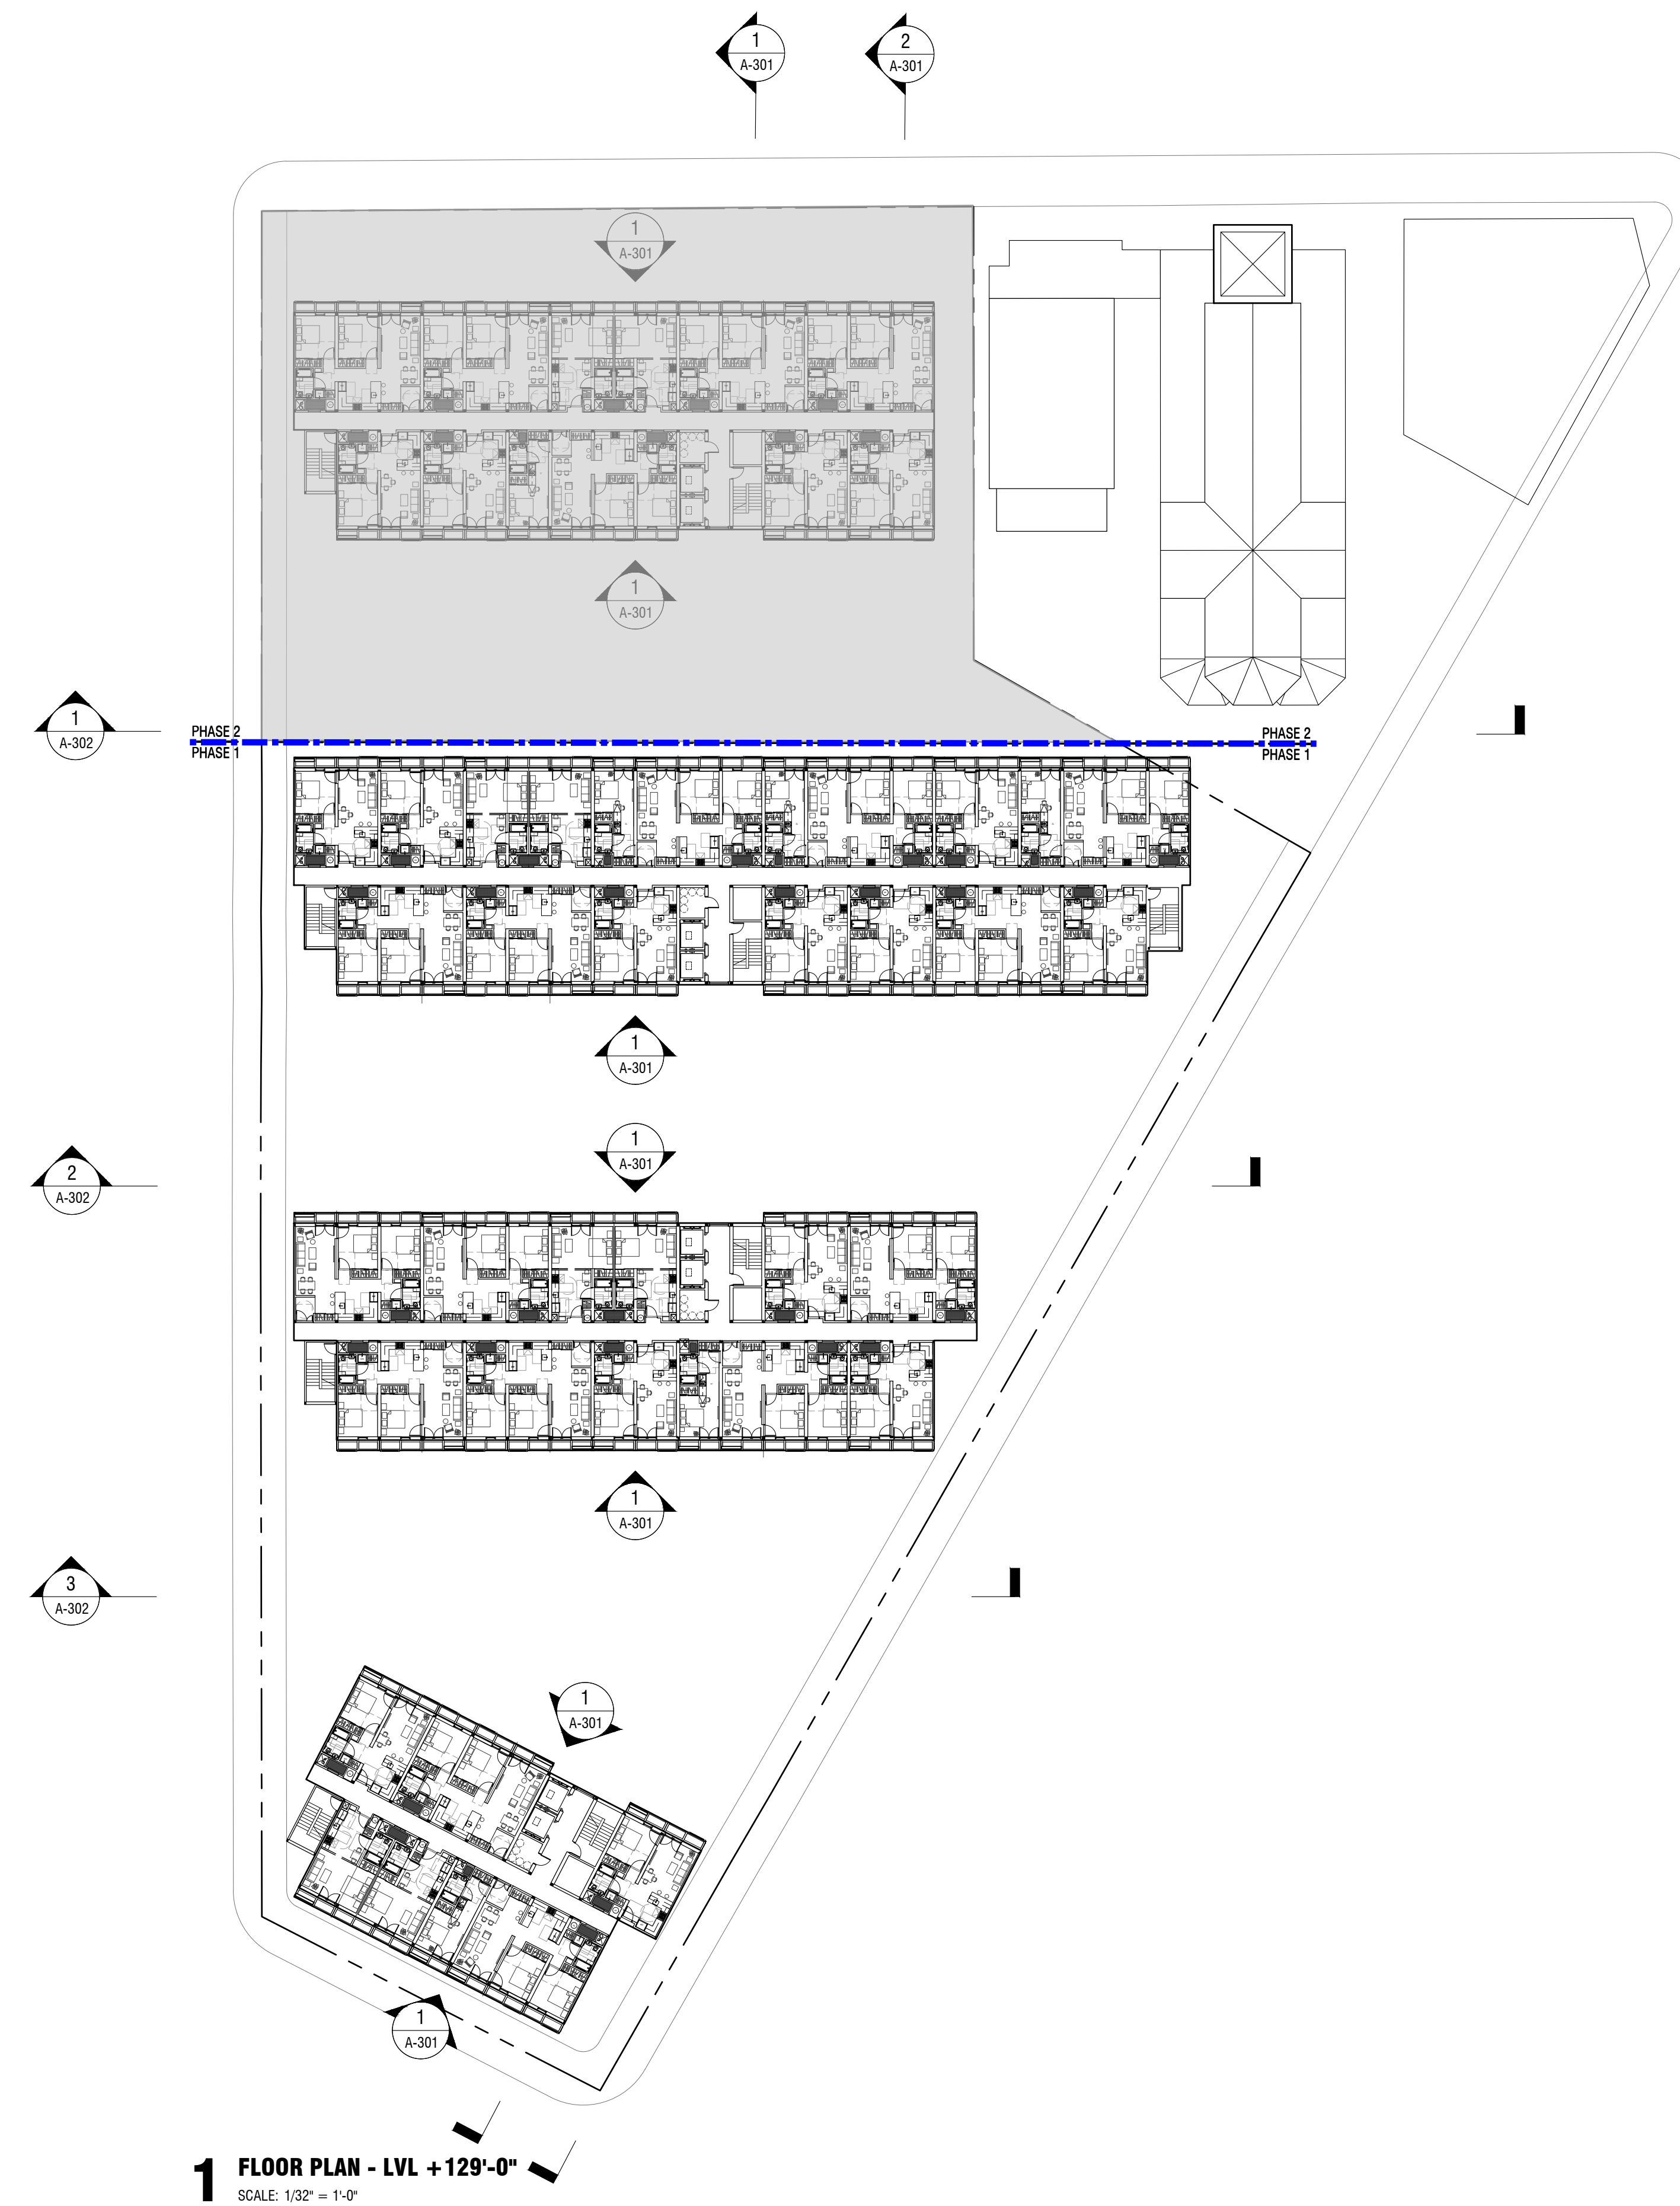 1
A-301
2
A-301
1
A-301
1
A-301
1
A-302
PHASE 2
PHASE 1
PHASE 2
PHASE 1
1
A-301
1
A-301
2
A-302
1
A-301
3
A-302
1
A-301
1
A-301
1
FLOOR PLAN - LVL +129'-0"
SCALE: 1/32" = 1'-0"